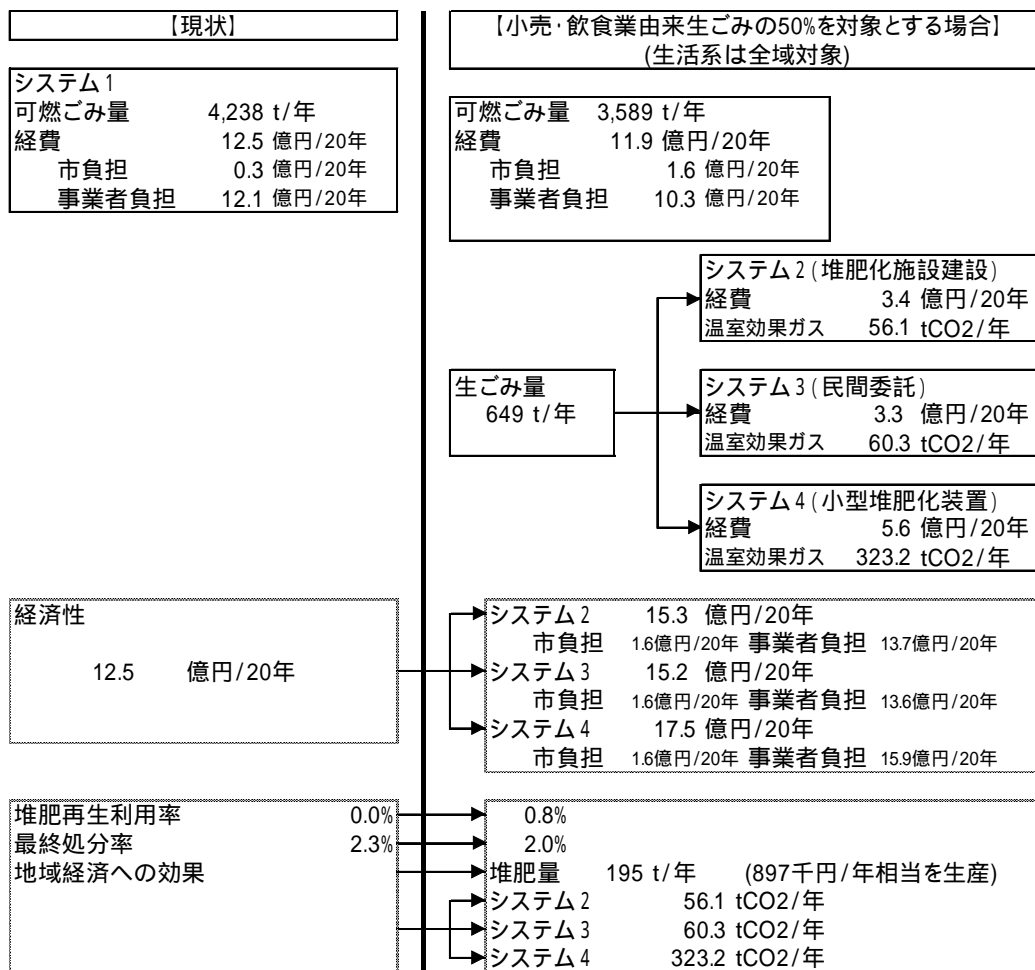 【現状】
【小売･飲食業由来生ごみの50%を対象とする場合】
(生活系は全域対象)
システム1
可燃ごみ量 4,238 t/年
経費 12.5 億円/20年
市負担 0.3 億円/20年
事業者負担 12.1 億円/20年
可燃ごみ量 3,589 t/年
経費 11.9 億円/20年
市負担 1.6 億円/20年
事業者負担 10.3 億円/20年
システム2(堆肥化施設建設)
経費 3.4 億円/20年
温室効果ガス 56.1 tCO2/年
生ごみ量
649 t/年
システム3(民間委託)
経費 3.3 億円/20年
温室効果ガス 60.3 tCO2/年
システム4(小型堆肥化装置)
経費 5.6 億円/20年
温室効果ガス 323.2 tCO2/年
経済性
12.5 億円/20年
システム2 15.3 億円/20年
市負担 1.6億円/20年 事業者負担 13.7億円/20年
システム3 15.2 億円/20年
市負担 1.6億円/20年 事業者負担 13.6億円/20年
システム4 17.5 億円/20年
市負担 1.6億円/20年 事業者負担 15.9億円/20年
堆肥再生利用率 0.0% 0.8%
最終処分率 2.3% 2.0%
地域経済への効果 堆肥量 195 t/年 (897千円/年相当を生産)
システム2 56.1 tCO2/年
システム3 60.3 tCO2/年
システム4 323.2 tCO2/年